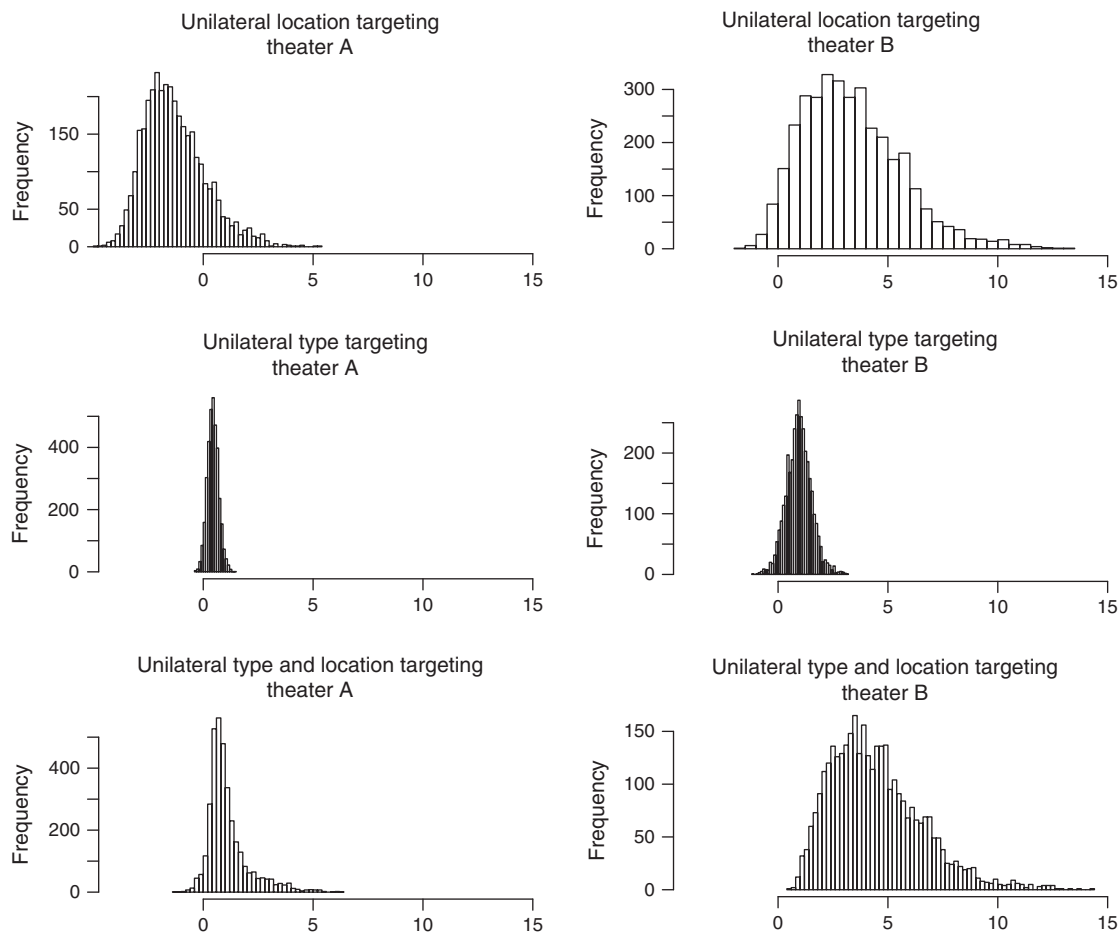 Unilateral location targeting
theater A
Frequency
150
50
0
0 5 10 15
Unilateral location targeting
theater B
Frequency
300
200
100
0
0 5 10 15
Unilateral type targeting
theater A
Frequency
400
200
0
0 5 10 15
Unilateral type targeting
theater B
Frequency
200
100
0
0 5 10 15
Unilateral type and location targeting
theater A
Frequency
400
200
0
0 5 10 15
Unilateral type and location targeting
theater B
Frequency
150
100
50
0
0 5 10 15